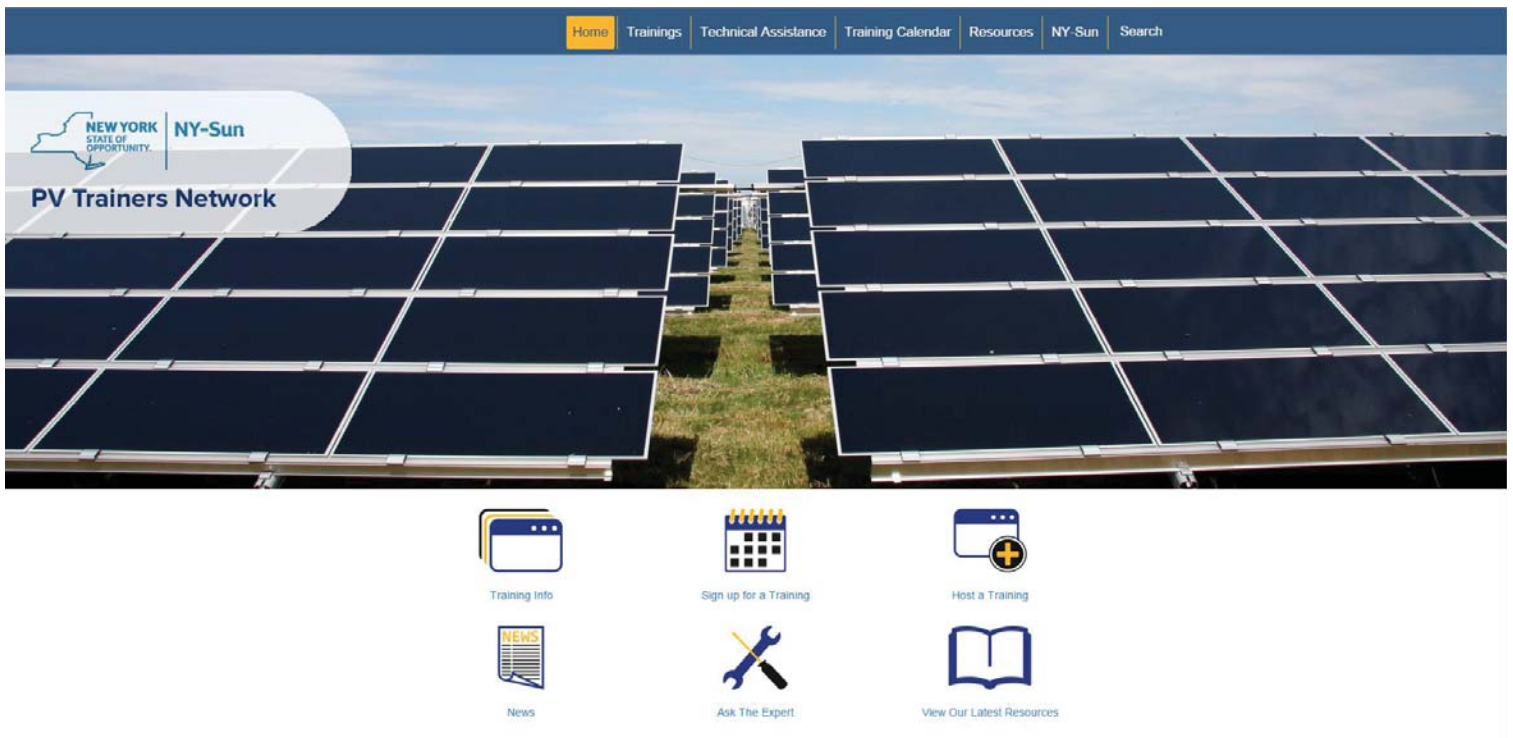 Home
Trainings
Technical Assistance
Training Calendar
Resources
NY-Sun
Search
NEW YORK
STATE OF
OPPORTUNITY.
NY-Sun
PV Trainers Network
Training Info
Sign up for a Training
Host a Training
NEWS
News
Ask The Expert
View Our Latest Resources